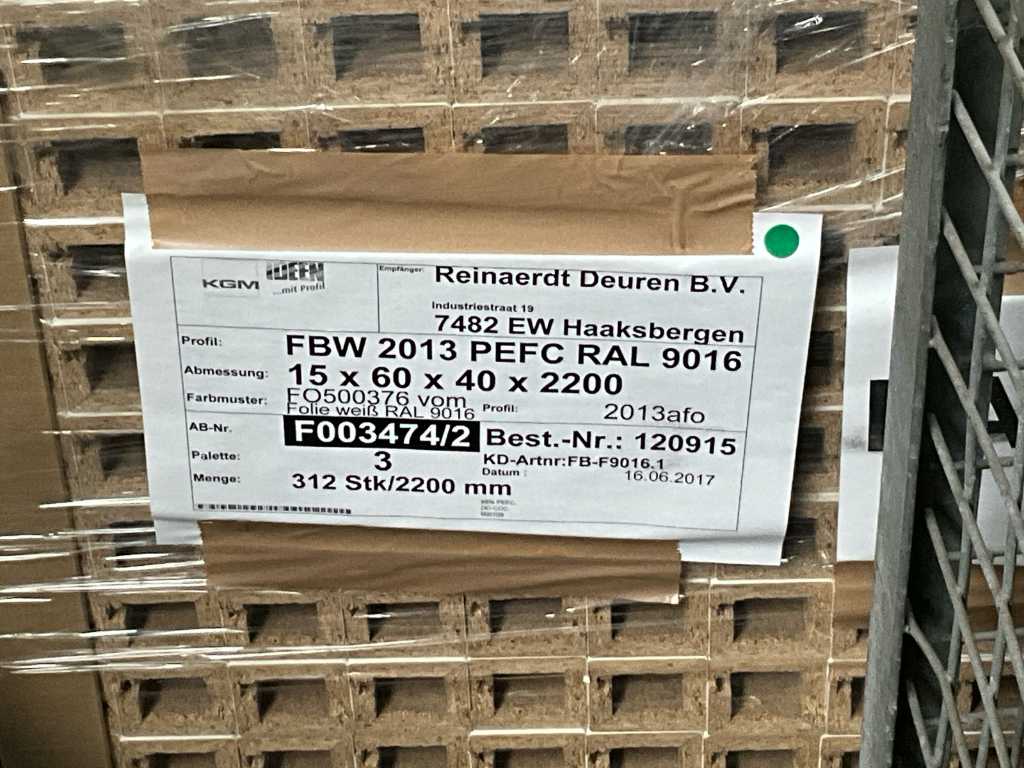 KGM IDEEN
...mit Profil
Empfänger: Reinaerdt Deuren B.V.
Industriestraat 19
7482 EW Haaksbergen
Profil: FBW 2013 PEFC RAL 9016
Abmessung: 15 x 60 x 40 x 2200
Farbmuster: FO500376 vom
Folie weiß RAL 9016 Profil: 2013afo
AB-Nr. F003474/2 Best.-Nr.: 120915
Palette: 3 KD-Artnr:FB-F9016.1
Datum : 16.06.2017
Menge: 312 Stk/2200 mm